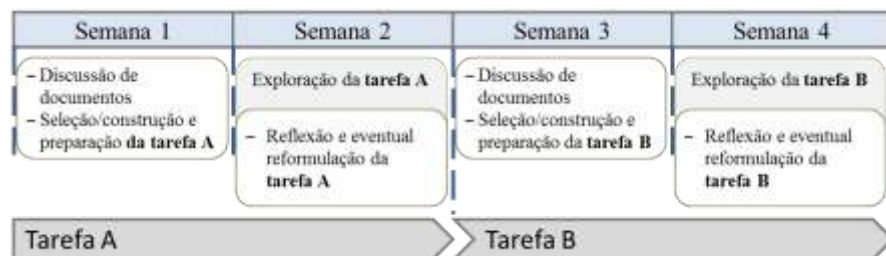 Semana 1
Semana 2
Semana 3
Semana 4
– Discussão de
documentos
– Seleção/construção e
preparação da tarefa A
Exploração da tarefa A
– Reflexão e eventual
reformulação da
tarefa A
– Discussão de
documentos
– Seleção/construção e
preparação da tarefa B
Exploração da tarefa B
– Reflexão e eventual
reformulação da
tarefa B
Tarefa A
Tarefa B